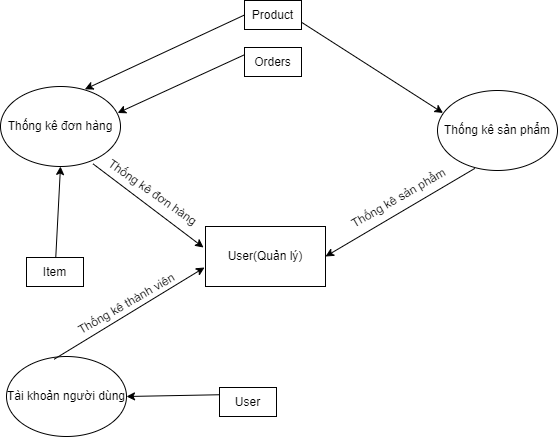 Product
Orders
Thống kê đơn hàng
Thống kê sản phẩm
Thống kê đơn hàng
Thống kê sản phẩm
User(Quản lý)
Item
Thống kê thành viên
Tài khoản người dùng
User